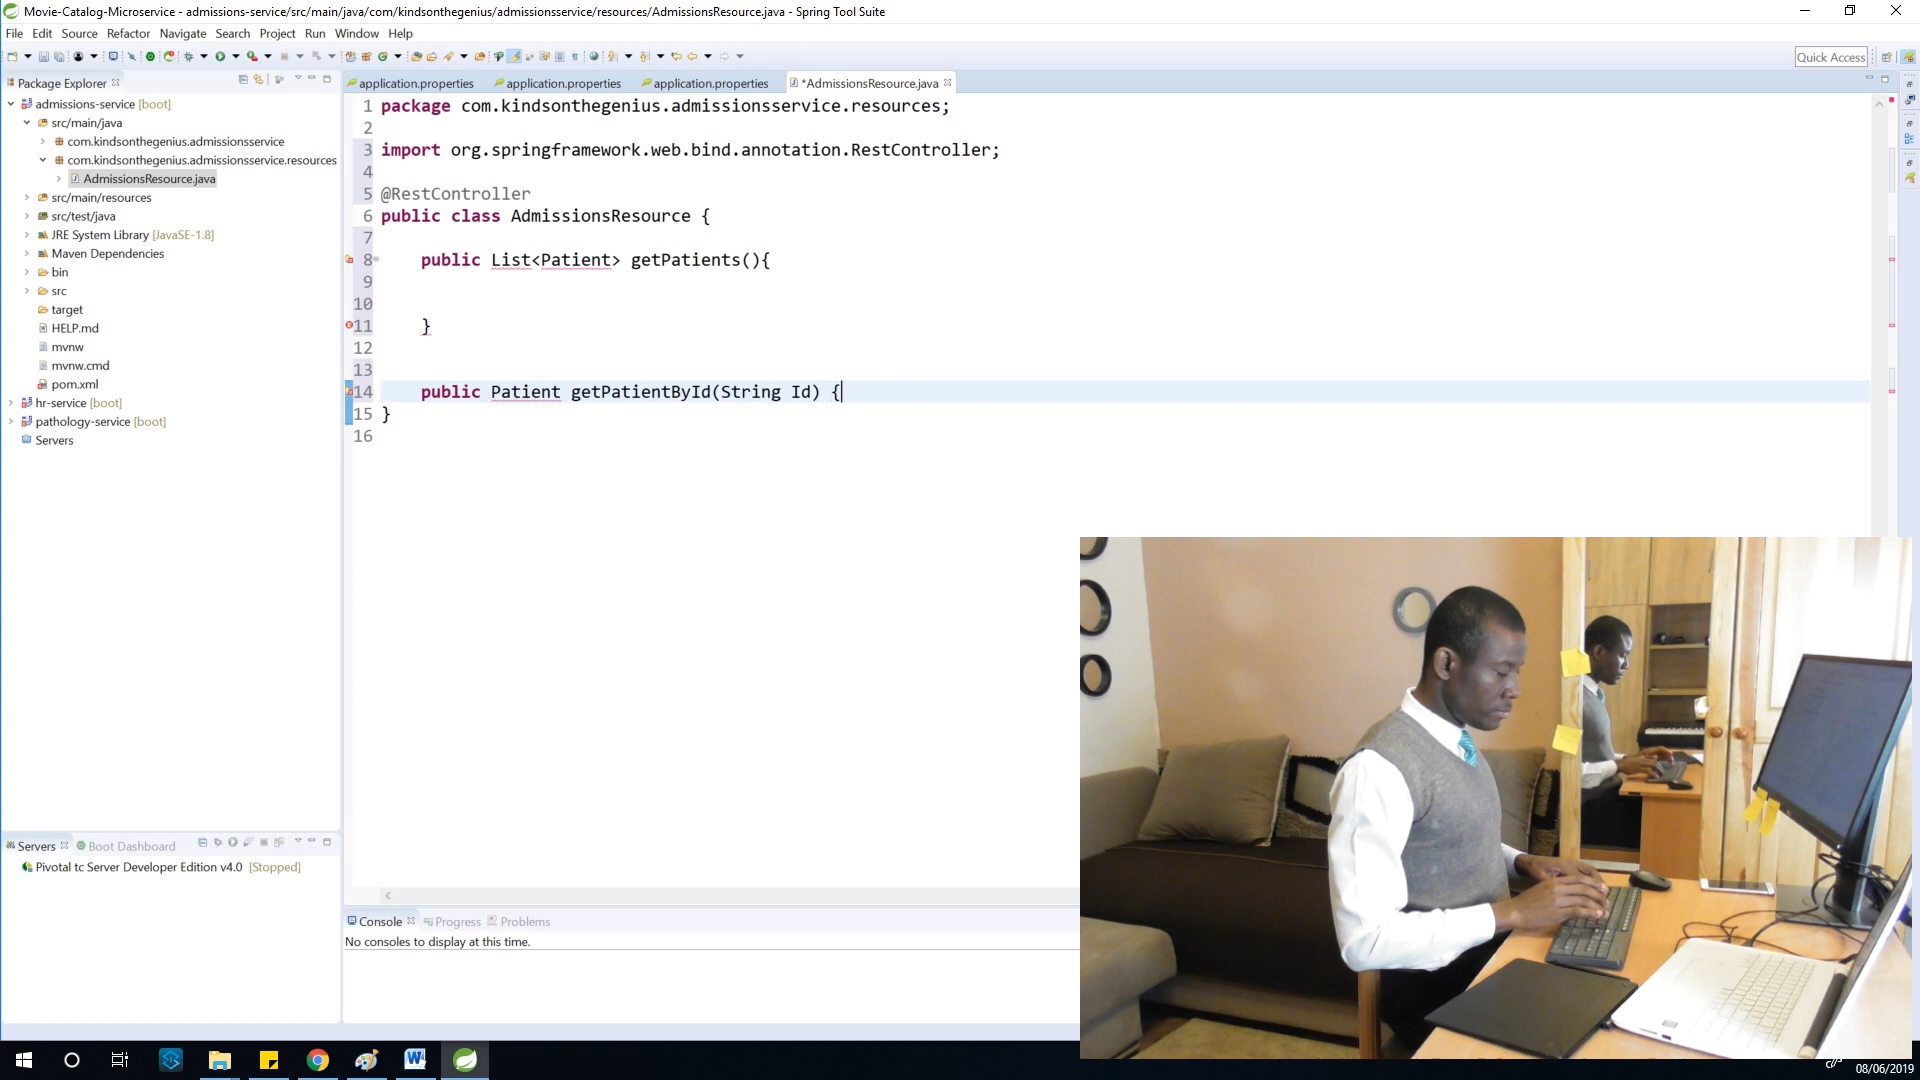 Movie-Catalog-Microservice - admissions-service/src/main/java/com/kindsonthegenius/admissionsservice/resources/AdmissionsResource.java - Spring Tool Suite
File Edit Source Refactor Navigate Search Project Run Window Help
Quick Access
Package Explorer
admissions-service [boot]
src/main/java
com.kindsonthegenius.admissionsservice
com.kindsonthegenius.admissionsservice.resources
AdmissionsResource.java
src/main/resources
src/test/java
JRE System Library [JavaSE-1.8]
Maven Dependencies
bin
src
target
HELP.md
mvnw
mvnw.cmd
pom.xml
hr-service [boot]
pathology-service [boot]
Servers
application.properties application.properties application.properties *AdmissionsResource.java
1 package com.kindsonthegenius.admissionsservice.resources;
2
3 import org.springframework.web.bind.annotation.RestController;
4
5 @RestController
6 public class AdmissionsResource {
7
8 public List<Patient> getPatients(){
9
10
11 }
12
13
14 public Patient getPatientById(String Id) {
15 }
16
Servers Boot Dashboard
Pivotal tc Server Developer Edition v4.0 [Stopped]
Console Progress Problems
No consoles to display at this time.
08/06/2019